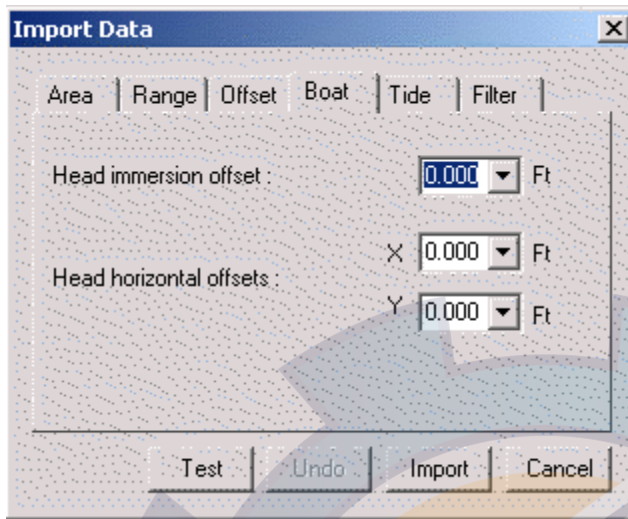 Import Data
Area Range Offset Boat Tide Filter
Head immersion offset : 0.000 Ft
X 0.000 Ft
Head horizontal offsets :
Y 0.000 Ft
Test Undo Import Cancel